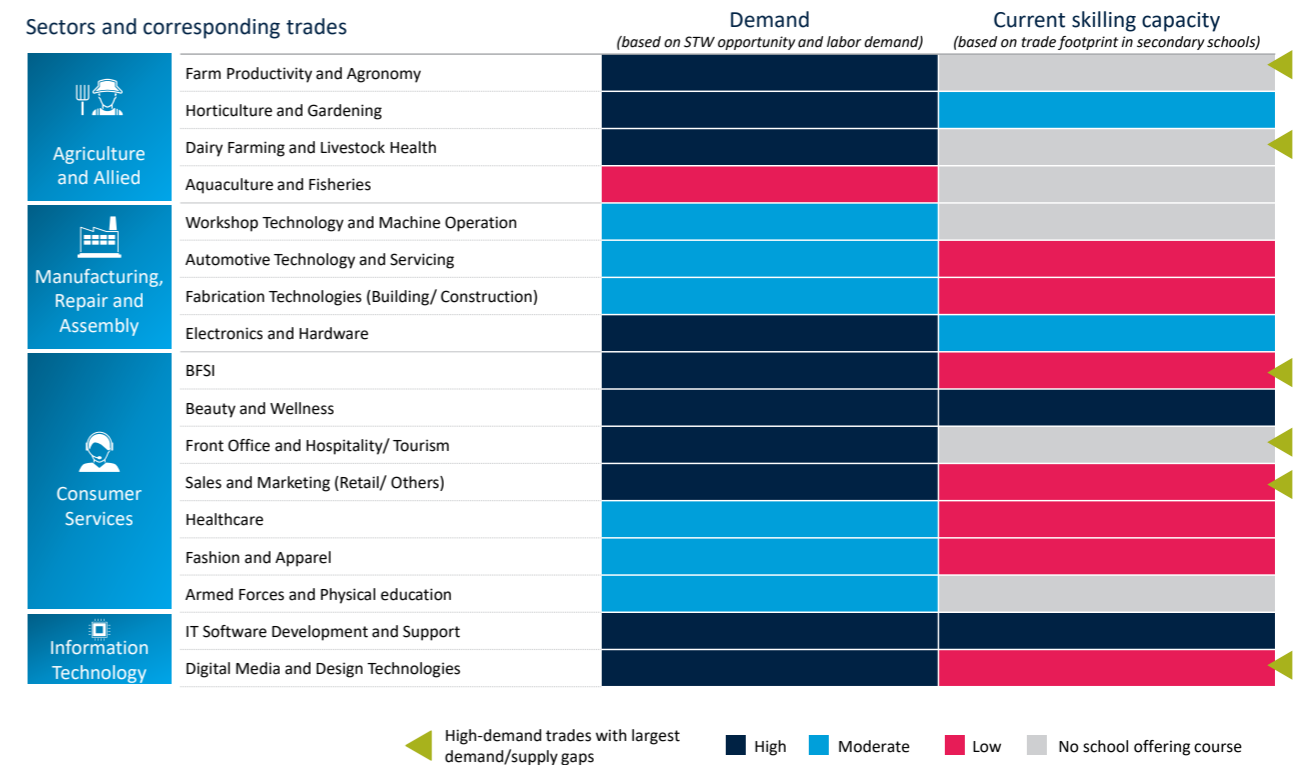 Sectors and corresponding trades
Demand
(based on STW opportunity and labor demand)
Current skilling capacity
(based on trade footprint in secondary schools)
Agriculture
and Allied
Farm Productivity and Agronomy
Horticulture and Gardening
Dairy Farming and Livestock Health
Aquaculture and Fisheries
Manufacturing,
Repair and
Assembly
Workshop Technology and Machine Operation
Automotive Technology and Servicing
Fabrication Technologies (Building/ Construction)
Electronics and Hardware
Consumer
Services
BFSI
Beauty and Wellness
Front Office and Hospitality/ Tourism
Sales and Marketing (Retail/ Others)
Healthcare
Fashion and Apparel
Armed Forces and Physical education
Information
Technology
IT Software Development and Support
Digital Media and Design Technologies
High-demand trades with largest
demand/supply gaps
High
Moderate
Low
No school offering course